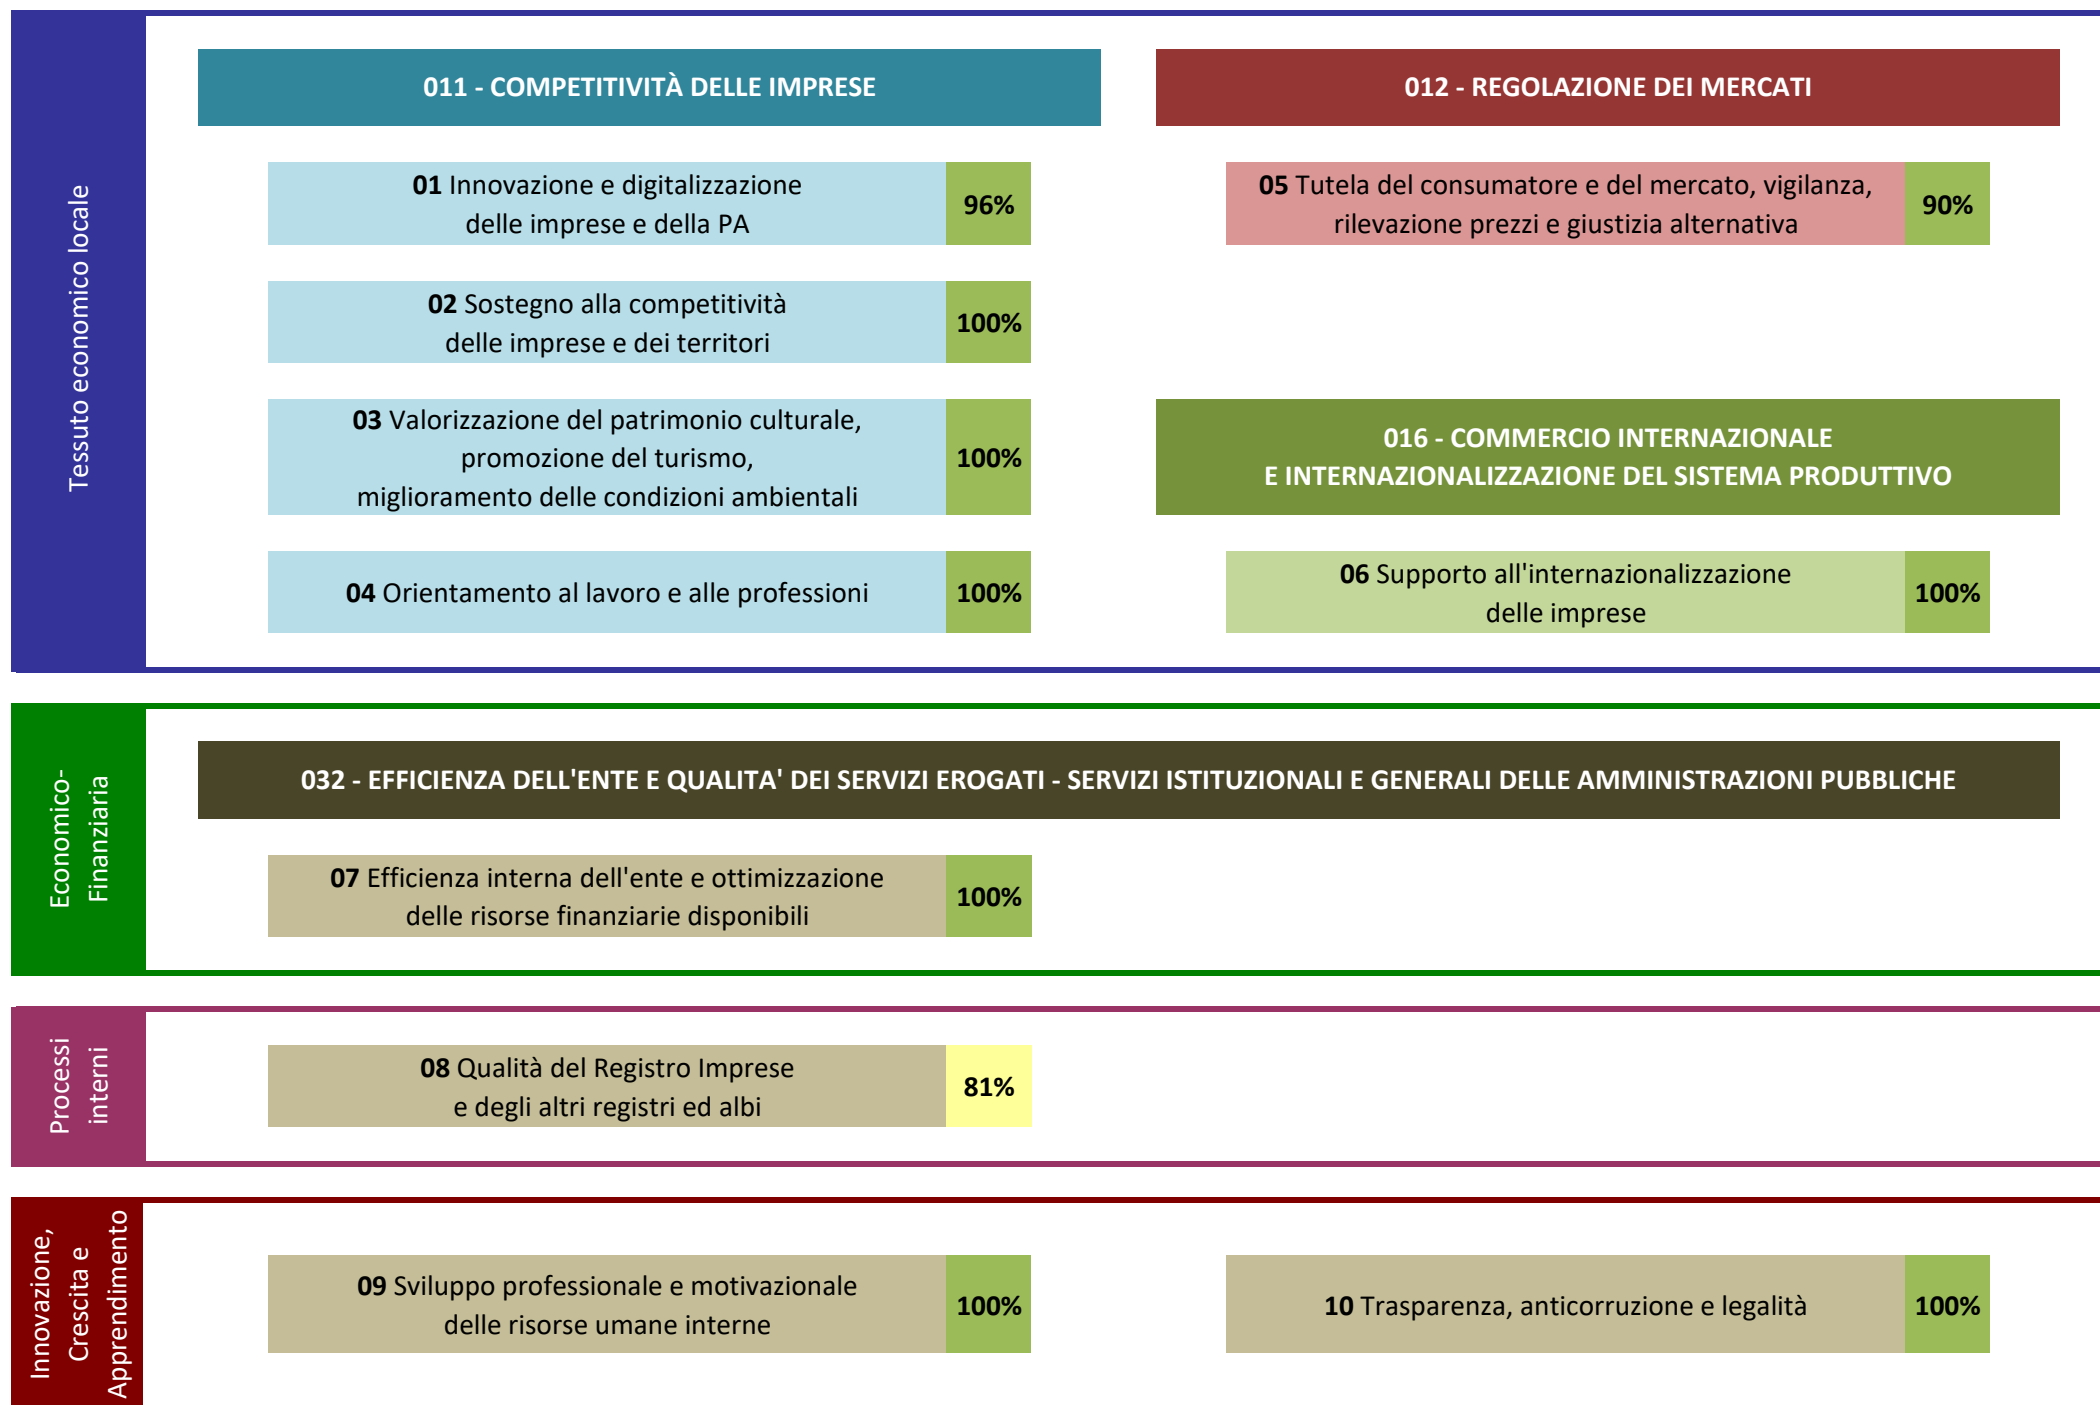 Tessuto economico locale
011 - COMPETITIVITÀ DELLE IMPRESE
01 Innovazione e digitalizzazione
delle imprese e della PA
96%
02 Sostegno alla competitività
delle imprese e dei territori
100%
03 Valorizzazione del patrimonio culturale,
promozione del turismo,
miglioramento delle condizioni ambientali
100%
04 Orientamento al lavoro e alle professioni
100%
012 - REGOLAZIONE DEI MERCATI
05 Tutela del consumatore e del mercato, vigilanza,
rilevazione prezzi e giustizia alternativa
90%
016 - COMMERCIO INTERNAZIONALE
E INTERNAZIONALIZZAZIONE DEL SISTEMA PRODUTTIVO
06 Supporto all'internazionalizzazione
delle imprese
100%
Economico-
Finanziaria
032 - EFFICIENZA DELL'ENTE E QUALITA' DEI SERVIZI EROGATI - SERVIZI ISTITUZIONALI E GENERALI DELLE AMMINISTRAZIONI PUBBLICHE
07 Efficienza interna dell'ente e ottimizzazione
delle risorse finanziarie disponibili
100%
Processi
interni
08 Qualità del Registro Imprese
e degli altri registri ed albi
81%
Innovazione,
Crescita e
Apprendimento
09 Sviluppo professionale e motivazionale
delle risorse umane interne
100%
10 Trasparenza, anticorruzione e legalità
100%